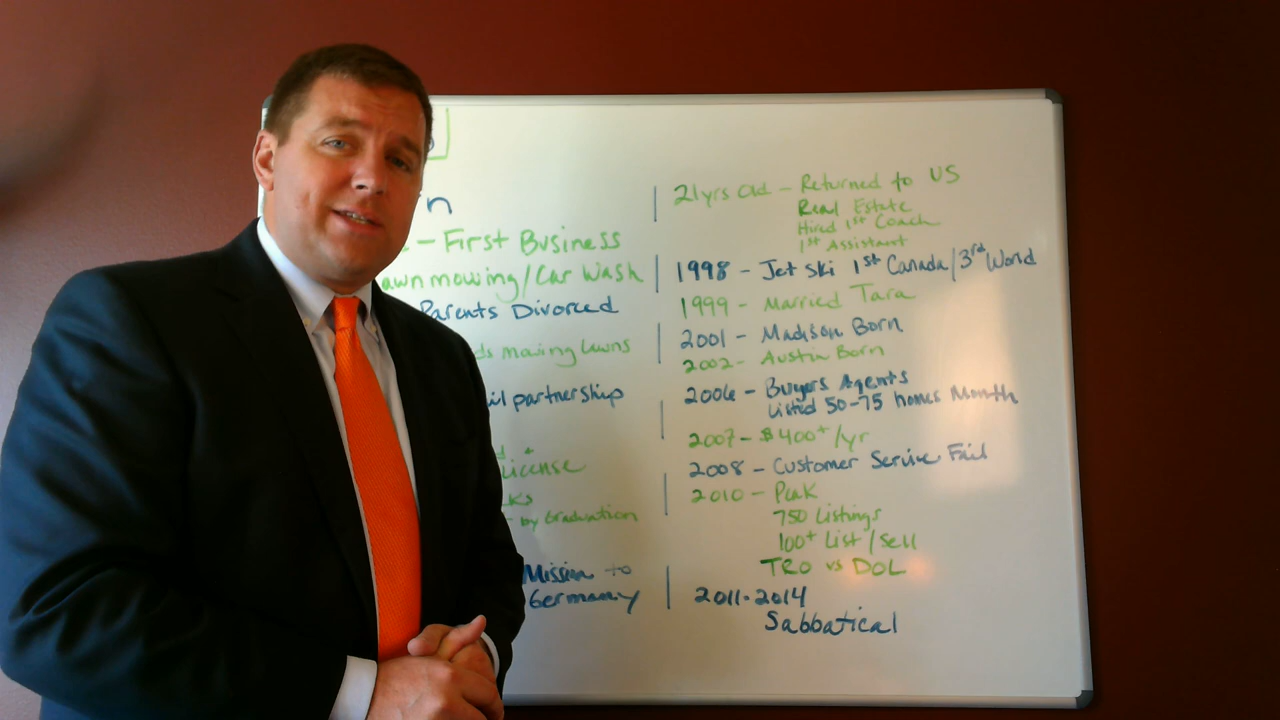 n
- First Business
awn mowing/Car Wash
Parents Divorced
ds mowing lawns
il partnership
License
ks
- by Graduation
Mission to
Germany
21 yrs Old - Returned to US
Real Estate
Hired 1st Coach
1st Assistant
1998 - Jet Ski 1st Canada/3rd World
1999 - Married Tara
2001 - Madison Born
2002 - Austin Born
2006 - Buyers Agents
Listed 50-75 homes Month
2007 - $400+/yr
2008 - Customer Service Fail
2010 - Peak
750 Listings
100+ List/Sell
TRO vs DOL
2011-2014
Sabbatical